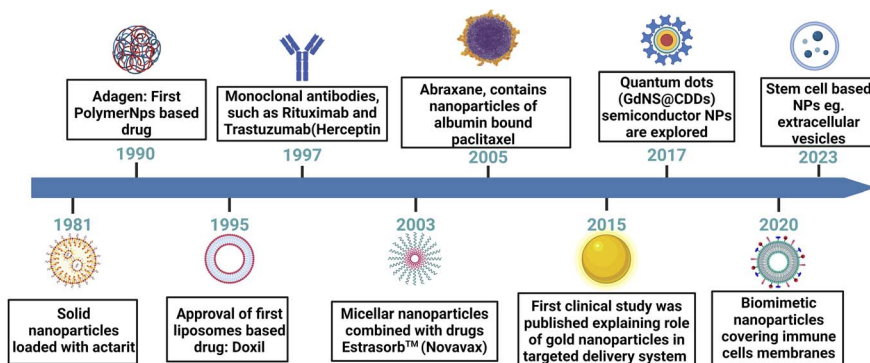 Adagen: First
PolymerNps based
drug
1990
Monoclonal antibodies,
such as Rituximab and
Trastuzumab(Herceptin
1997
Abraxane, contains
nanoparticles of
albumin bound
paclitaxel
2005
Quantum dots
(GdNS@CDDs)
semiconductor NPs
are explored
2017
Stem cell based
NPs eg.
extracellular
vesicles
2023
1981
Solid
nanoparticles
loaded with actarit
1995
Approval of first
liposomes based
drug: Doxil
2003
Micellar nanoparticles
combined with drugs
Estrasorb™ (Novavax)
2015
First clinical study was
published explaining role
of gold nanoparticles in
targeted delivery system
2020
Biomimetic
nanoparticles
covering immune
cells membranes